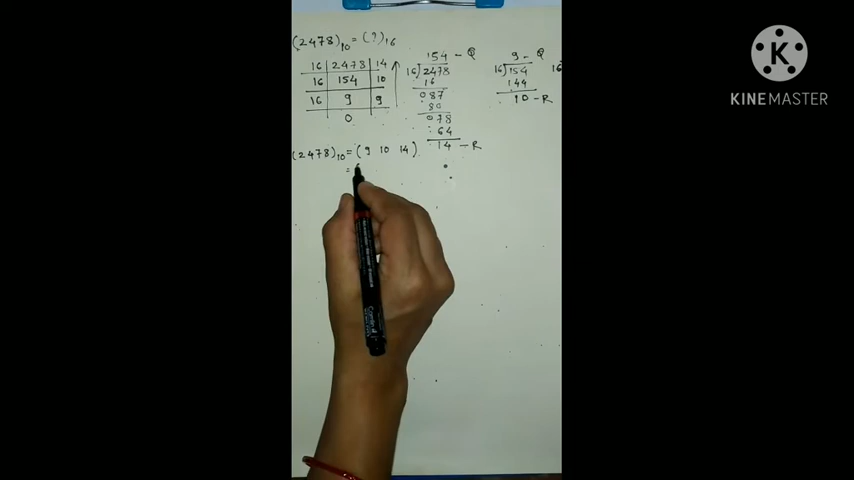 (2478)₁₀ = (?)₁₆
16 2478 14
16 154 10
16 9 9
0
154 - Q
16)2478
16
087
80
078
64
14 - R
9 - Q
16)154
144
10 - R
16
(2478)₁₀ = (9 10 14)
= (
K
KINEMASTER